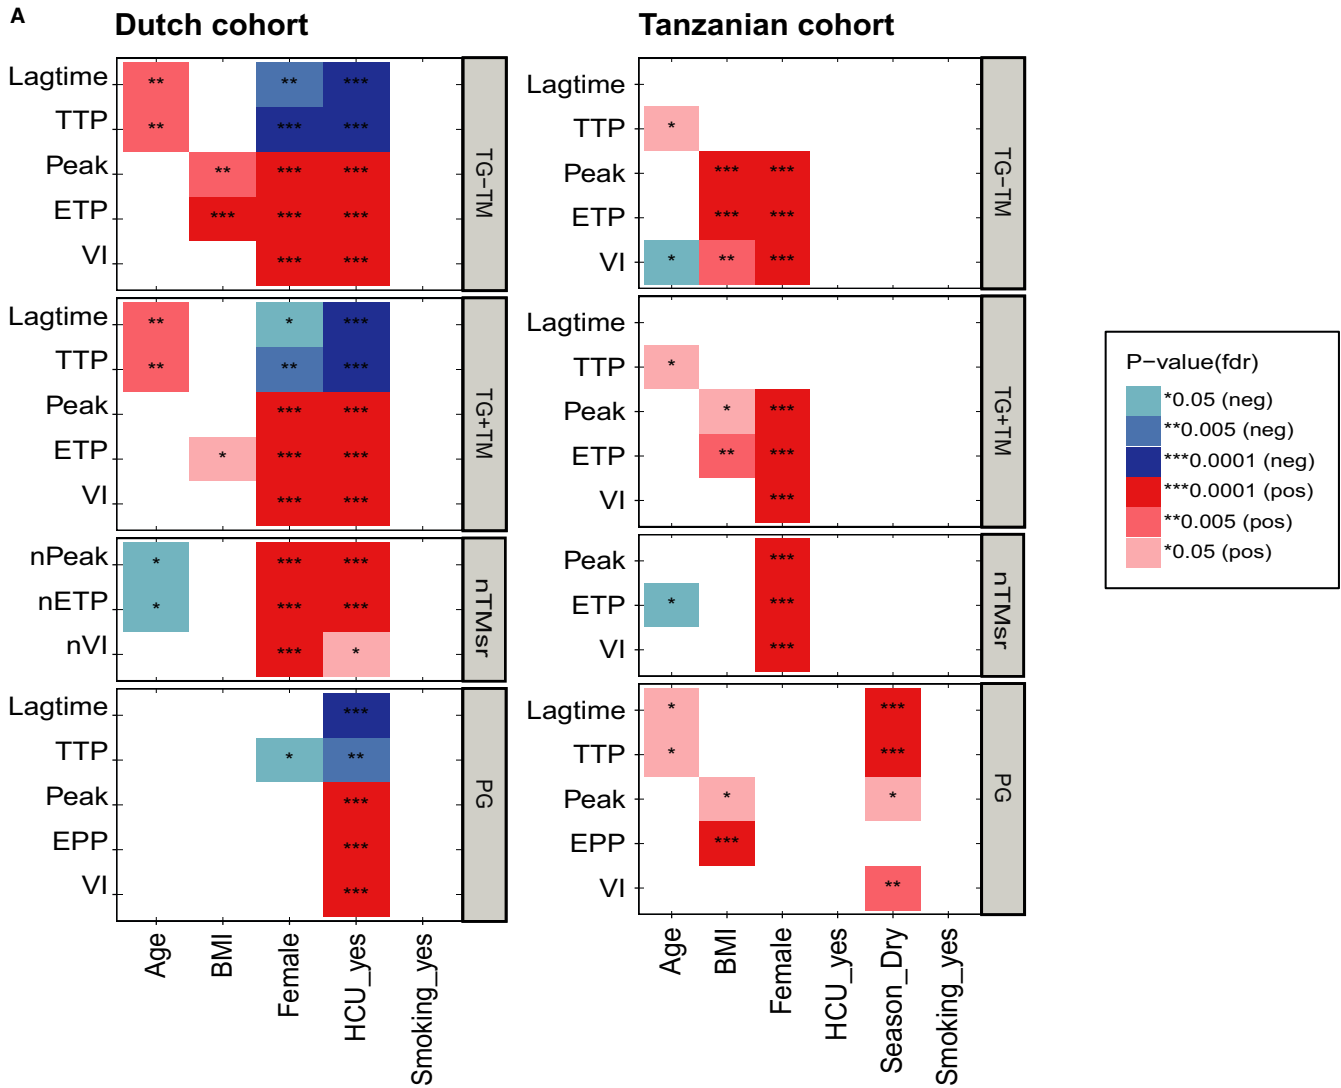 A
Dutch cohort
Lagtime ** ** ***
TTP ** *** ***
Peak ** *** ***
ETP *** *** ***
VI *** ***
TG−TM
Lagtime ** * ***
TTP ** ** ***
Peak *** ***
ETP * *** ***
VI *** ***
TG+TM
nPeak * *** ***
nETP * *** ***
nVI *** *
nTMsr
Lagtime ***
TTP * **
Peak ***
EPP ***
VI ***
PG
Age BMI Female HCU_yes Smoking_yes
Tanzanian cohort
Lagtime
TTP *
Peak *** ***
ETP *** ***
VI * ** ***
TG−TM
Lagtime
TTP *
Peak * ***
ETP ** ***
VI ***
TG+TM
Peak ***
ETP * ***
VI ***
nTMsr
Lagtime * ***
TTP * ***
Peak * *
EPP ***
VI **
PG
Age BMI Female HCU_yes Season_Dry Smoking_yes
P−value(fdr)
*0.05 (neg)
**0.005 (neg)
***0.0001 (neg)
***0.0001 (pos)
**0.005 (pos)
*0.05 (pos)